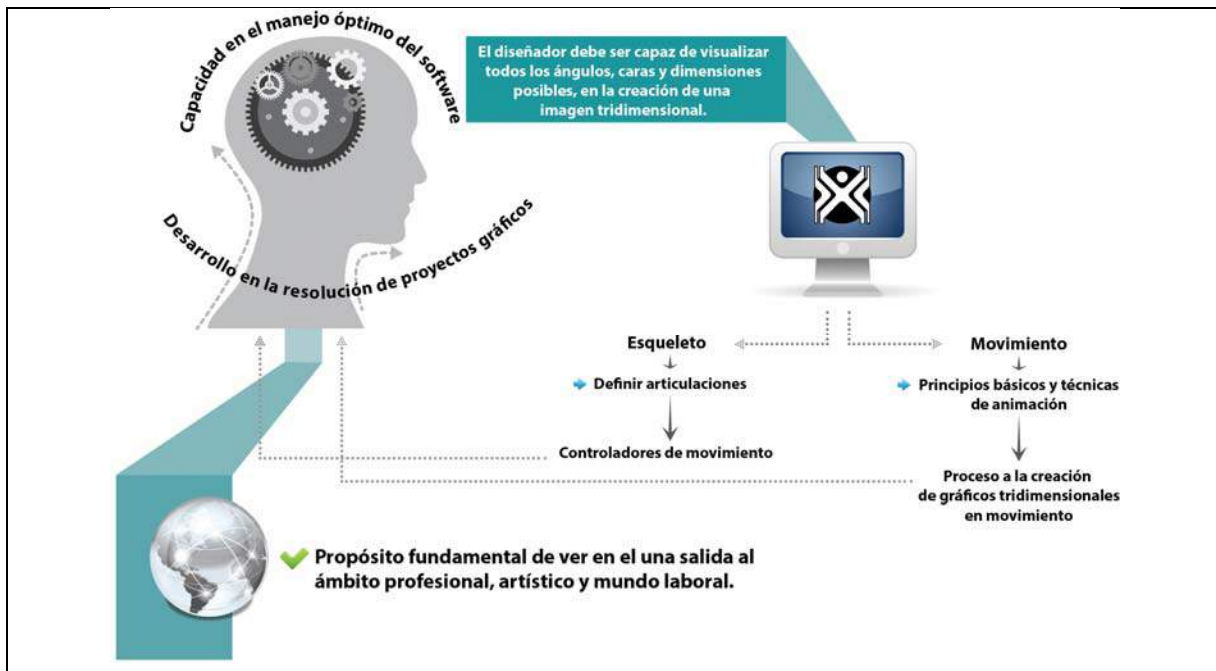 Capacidad en el manejo óptimo del software
El diseñador debe ser capaz de visualizar
todos los ángulos, caras y dimensiones
posibles, en la creación de una
imagen tridimensional.
Desarrollo en la resolución de proyectos gráficos
Esqueleto
Definir articulaciones
Controladores de movimiento
Movimiento
Principios básicos y técnicas
de animación
Proceso a la creación
de gráficos tridimensionales
en movimiento
Propósito fundamental de ver en el una salida al
ámbito profesional, artístico y mundo laboral.